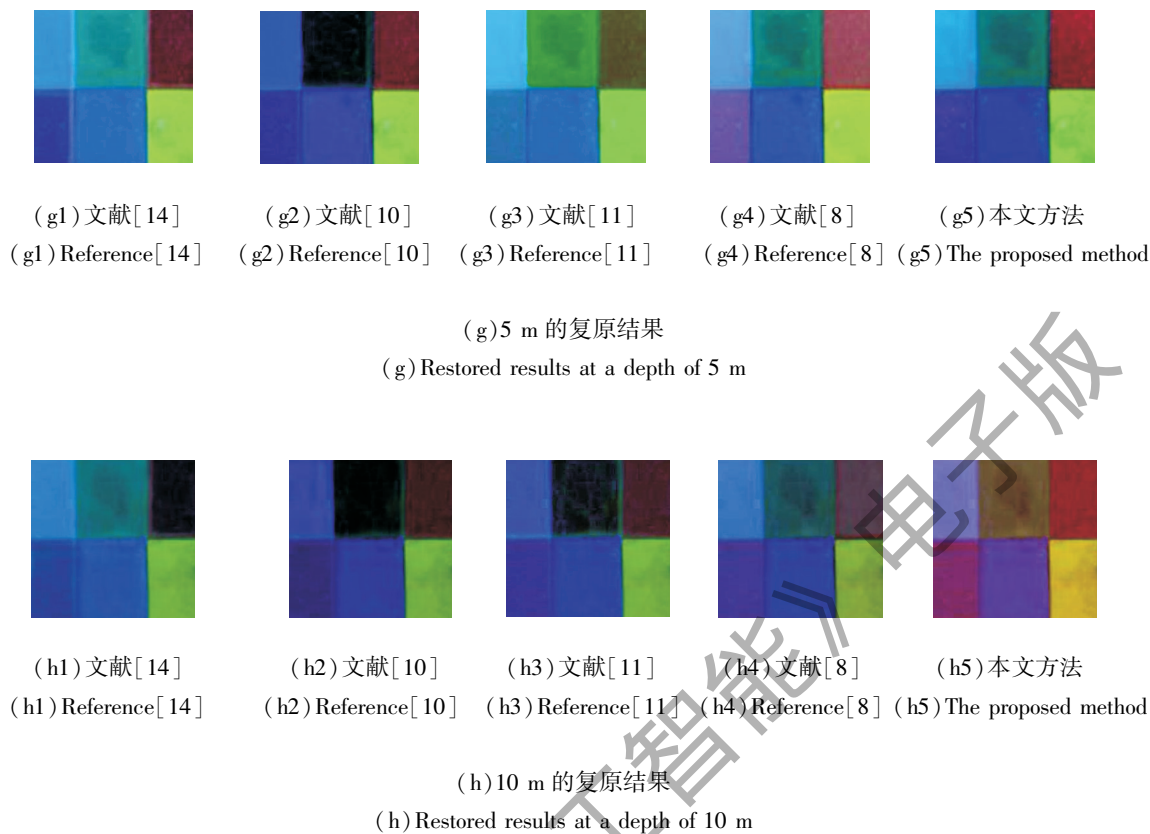 (g1)文献[14] (g2)文献[10] (g3)文献[11] (g4)文献[8] (g5)本文方法
(g1)Reference[14] (g2)Reference[10] (g3)Reference[11] (g4)Reference[8] (g5)The proposed method
(g)5 m 的复原结果
(g)Restored results at a depth of 5 m
(h1)文献[14] (h2)文献[10] (h3)文献[11] (h4)文献[8] (h5)本文方法
(h1)Reference[14] (h2)Reference[10] (h3)Reference[11] (h4)Reference[8] (h5)The proposed method
(h)10 m 的复原结果
(h)Restored results at a depth of 10 m
工智能》电子版